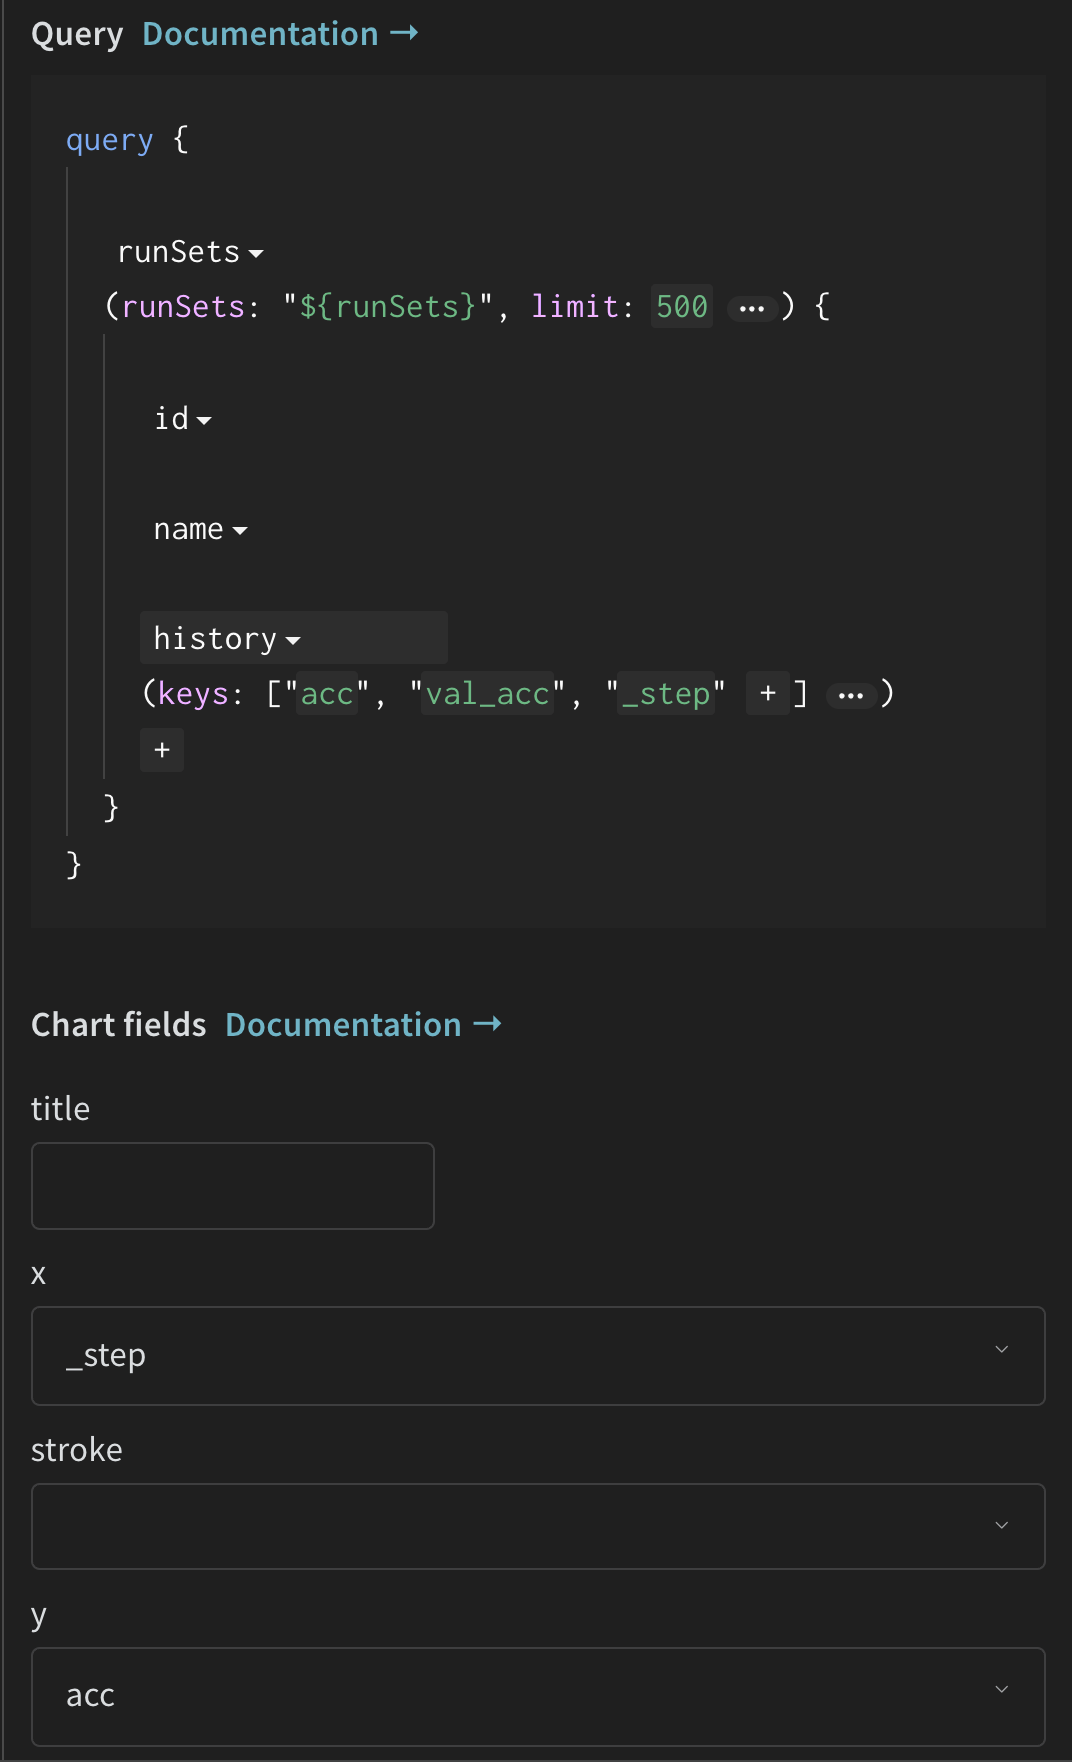 Query Documentation →
query {
runSets
(runSets: "${runSets}", limit: 500 ...) {
id
name
history
(keys: ["acc", "val_acc", "_step" + ] ...)
+
}
}
Chart fields Documentation →
title
x
_step
stroke
y
acc